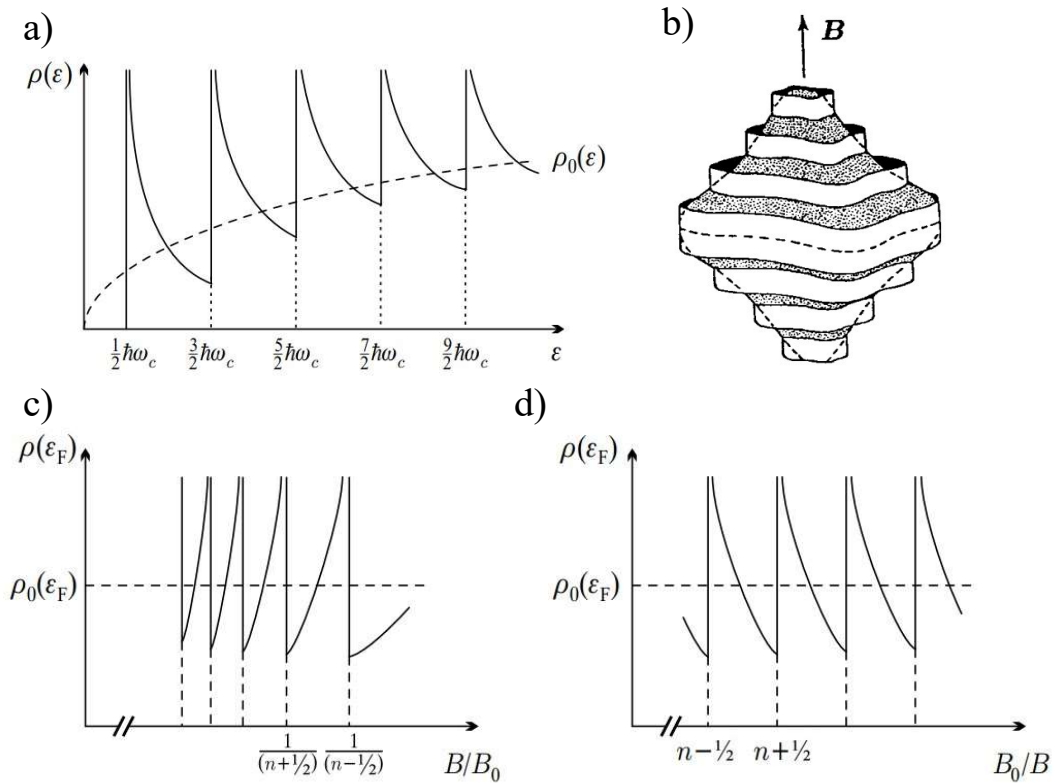 a)
ρ(ε)
ρ₀(ε)
½ℏω_c 3/2ℏω_c 5/2ℏω_c 7/2ℏω_c 9/2ℏω_c ε
b)
B
c)
ρ(ε_F)
ρ₀(ε_F)
1/(n+½) 1/(n−½) B/B₀
d)
ρ(ε_F)
ρ₀(ε_F)
n−½ n+½ B₀/B